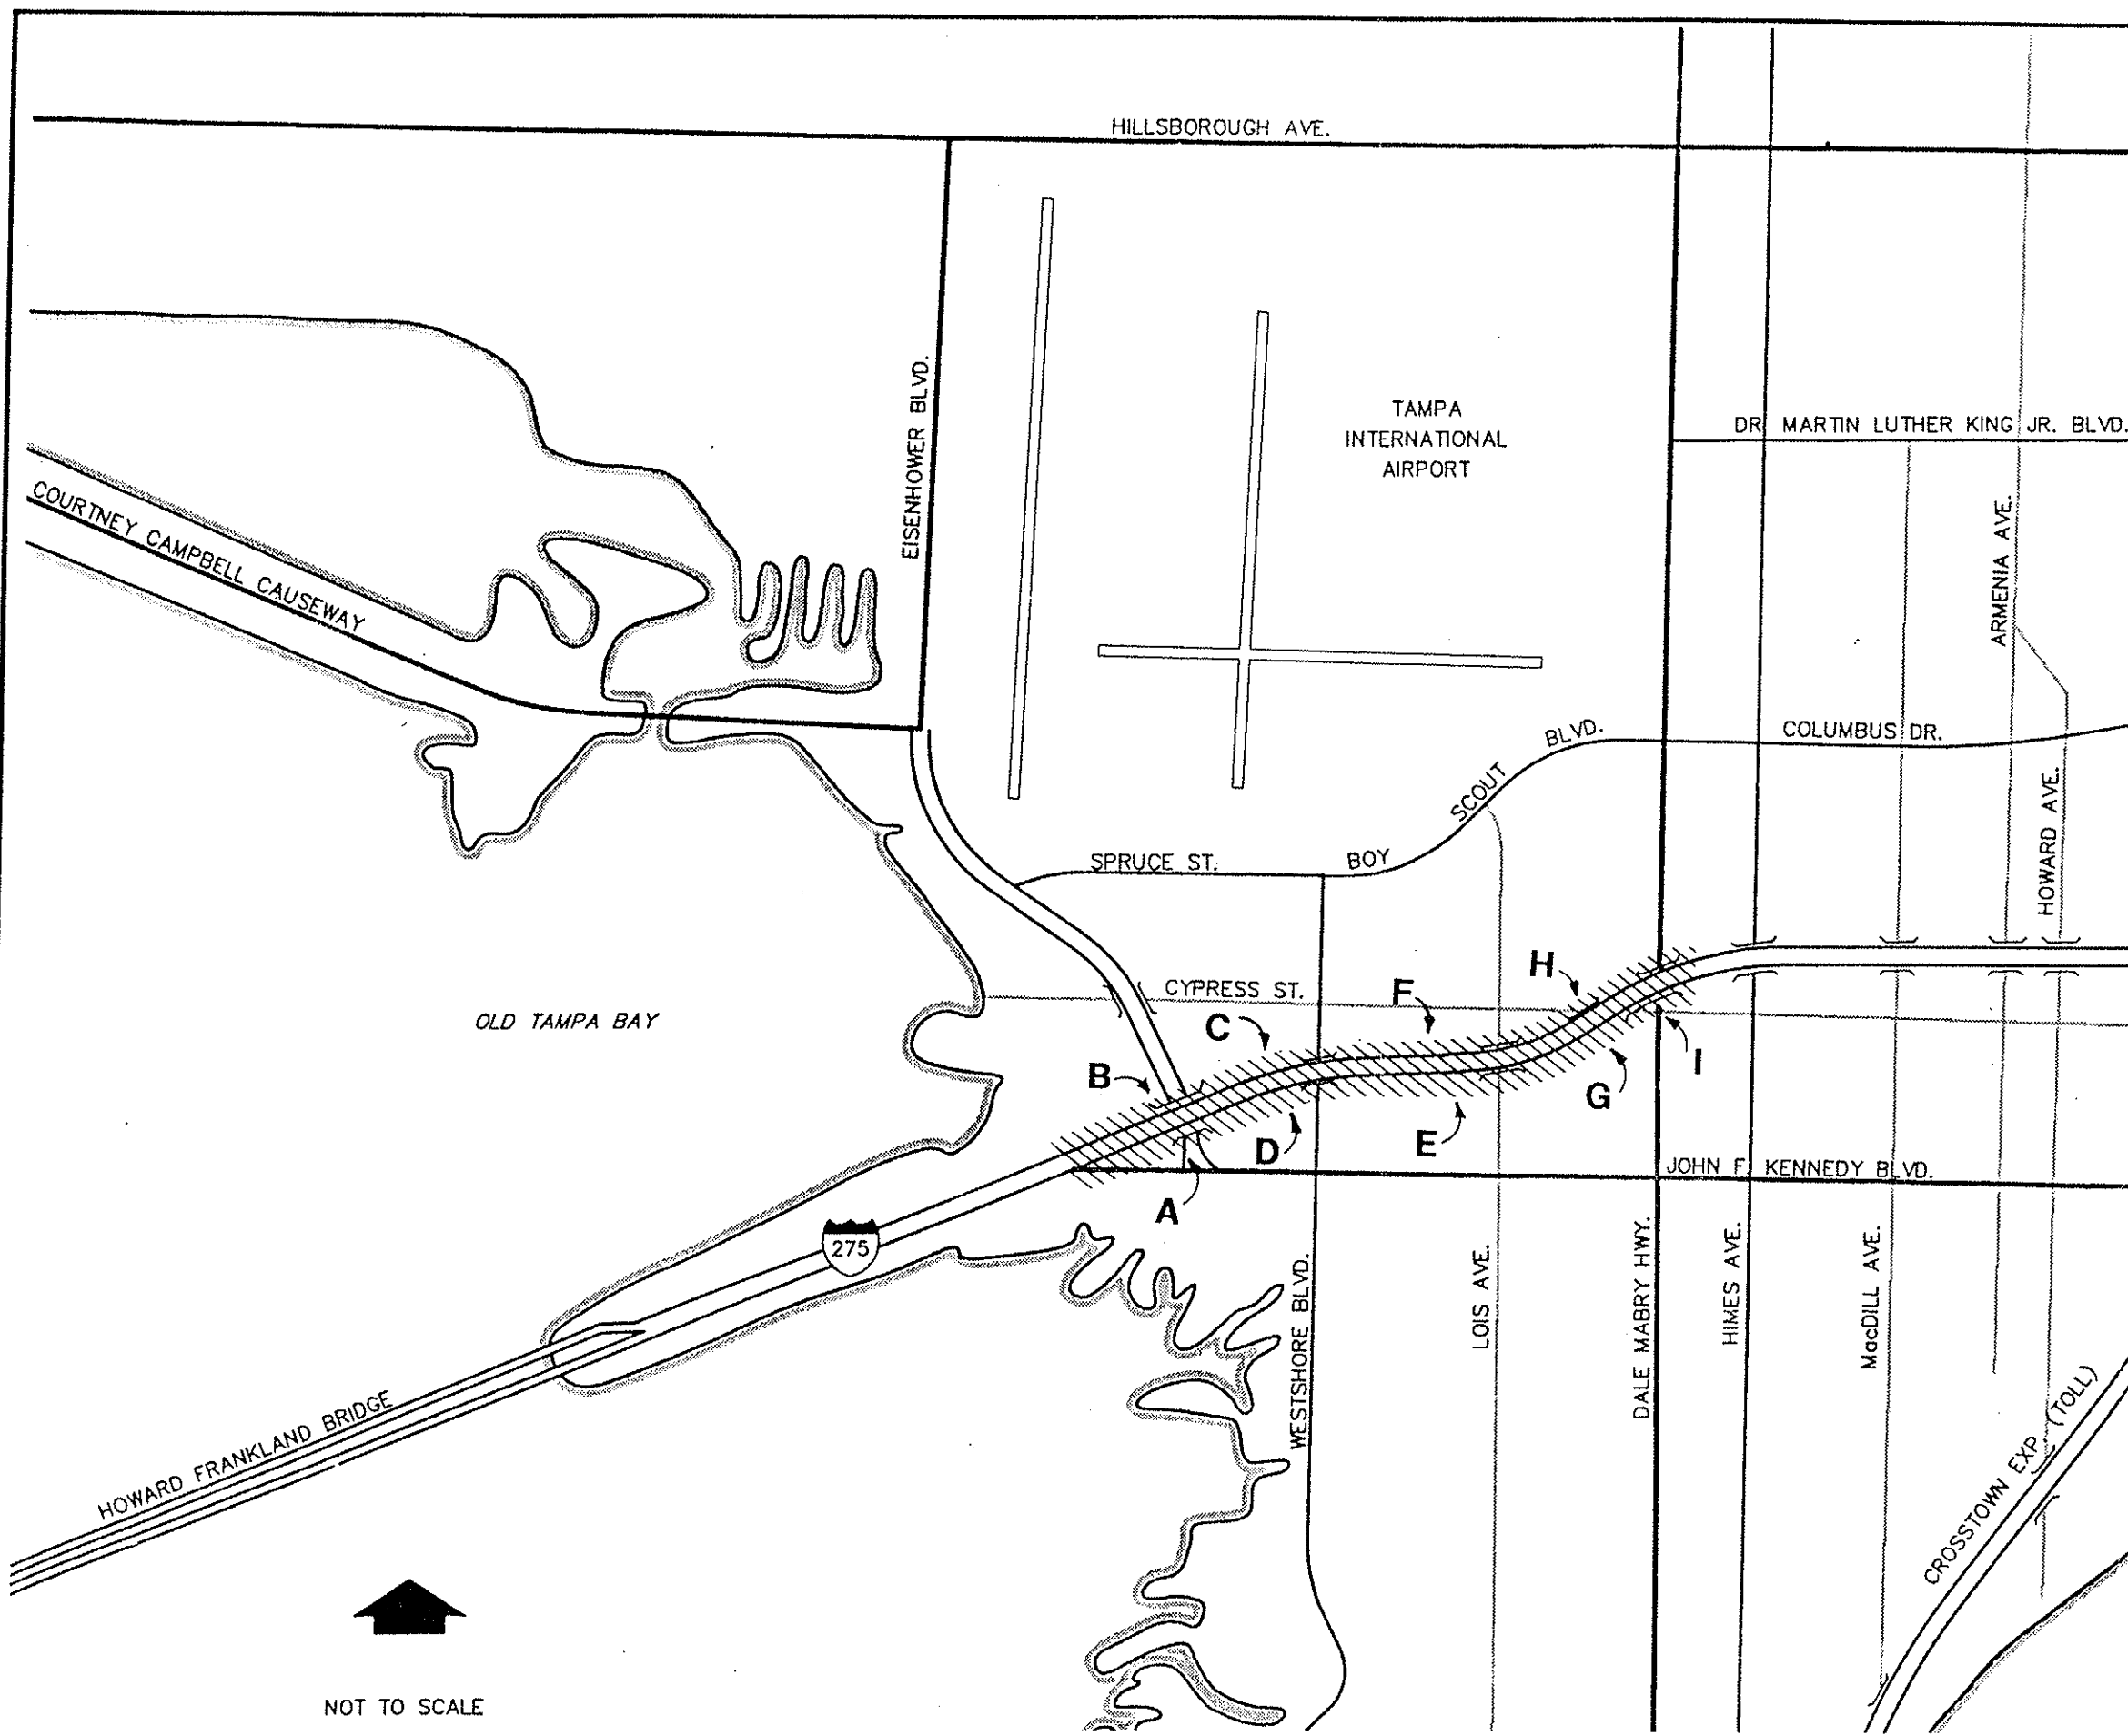 HILLSBOROUGH AVE.
EISENHOWER BLVD.
TAMPA
INTERNATIONAL
AIRPORT
DR MARTIN LUTHER KING JR. BLVD.
COURTNEY CAMPBELL CAUSEWAY
ARMENIA AVE.
BOY SCOUT BLVD.
COLUMBUS DR.
HOWARD AVE.
SPRUCE ST.
CYPRESS ST.
OLD TAMPA BAY
H
F
C
B
I
G
E
D
A
JOHN F. KENNEDY BLVD.
275
WESTSHORE BLVD.
LOIS AVE.
DALE MABRY HWY.
HIMES AVE.
MacDILL AVE.
CROSSTOWN EXP. (TOLL)
HOWARD FRANKLAND BRIDGE
NOT TO SCALE